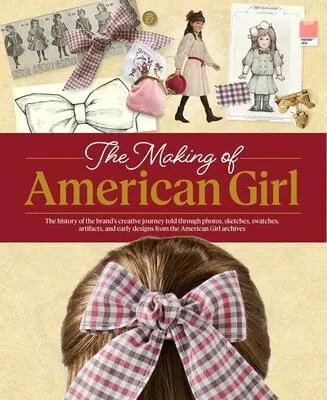 The Making of
American Girl
The history of the brand's creative journey told through photos, sketches, swatches,
artifacts, and early designs from the American Girl archives